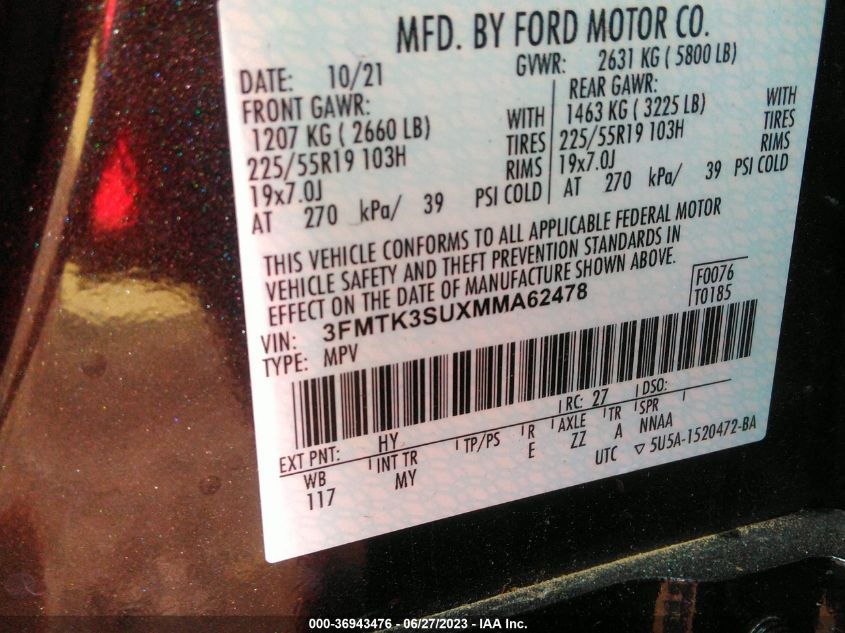 MFD. BY FORD MOTOR CO.
DATE: 10/21 GVWR: 2631 KG ( 5800 LB)
FRONT GAWR: REAR GAWR:
1207 KG ( 2660 LB) WITH 1463 KG ( 3225 LB) WITH
225/55R19 103H TIRES 225/55R19 103H TIRES
19x7.0J RIMS 19x7.0J RIMS
AT 270 kPa/ 39 PSI COLD AT 270 kPa/ 39 PSI COLD
THIS VEHICLE CONFORMS TO ALL APPLICABLE FEDERAL MOTOR
VEHICLE SAFETY AND THEFT PREVENTION STANDARDS IN
EFFECT ON THE DATE OF MANUFACTURE SHOWN ABOVE.
F0076
VIN: 3FMTK3SUXMMA62478 T0185
TYPE: MPV
EXT PNT: HY RC: 27 DSO:
WB INT TR TP/PS R AXLE TR SPR
117 MY E ZZ A NNAA
UTC ▽ 5U5A-1520472-BA
000-36943476 - 06/27/2023 - IAA Inc.